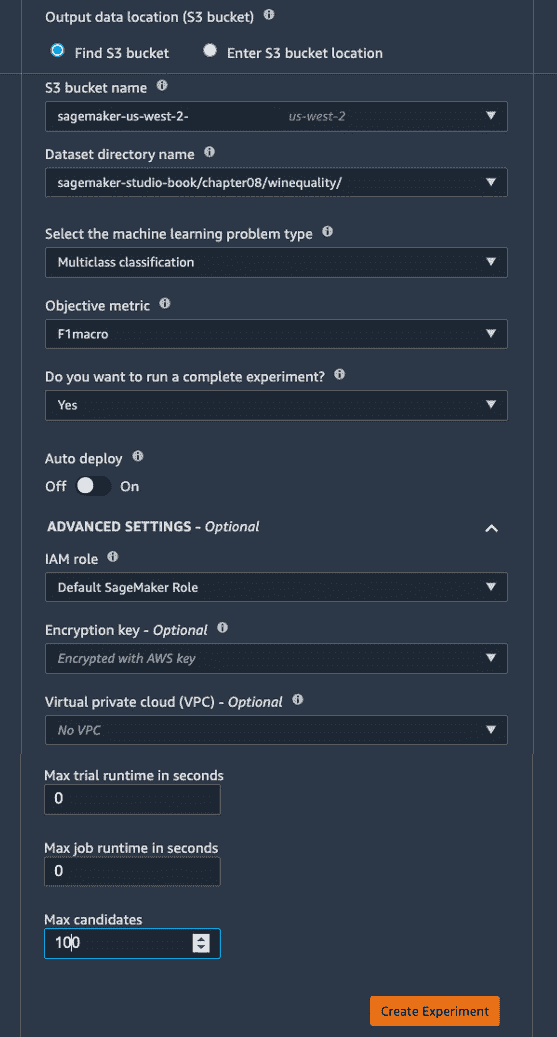 Output data location (S3 bucket)
Find S3 bucket Enter S3 bucket location
S3 bucket name
sagemaker-us-west-2- us-west-2
Dataset directory name
sagemaker-studio-book/chapter08/winequality/
Select the machine learning problem type
Multiclass classification
Objective metric
F1macro
Do you want to run a complete experiment?
Yes
Auto deploy
Off On
ADVANCED SETTINGS - Optional
IAM role
Default SageMaker Role
Encryption key - Optional
Encrypted with AWS key
Virtual private cloud (VPC) - Optional
No VPC
Max trial runtime in seconds
0
Max job runtime in seconds
0
Max candidates
100
Create Experiment